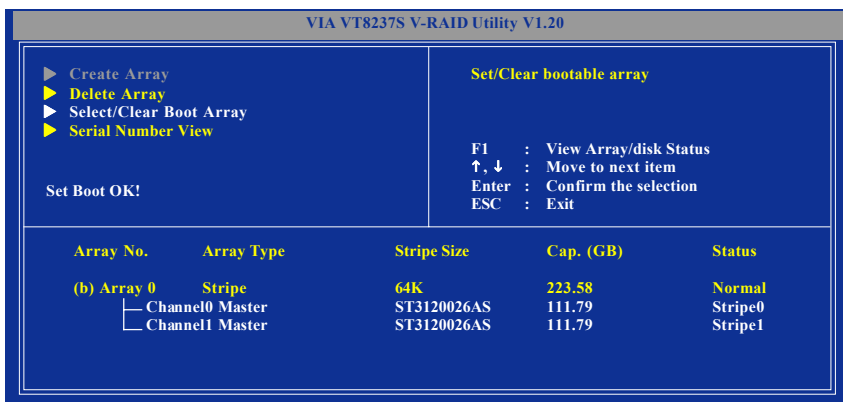 VIA VT8237S V-RAID Utility V1.20
Create Array
Delete Array
Select/Clear Boot Array
Serial Number View
Set Boot OK!
Set/Clear bootable array
F1 : View Array/disk Status
↑, ↓ : Move to next item
Enter : Confirm the selection
ESC : Exit
Array No. Array Type Stripe Size Cap. (GB) Status
(b) Array 0 Stripe 64K 223.58 Normal
Channel0 Master ST3120026AS 111.79 Stripe0
Channel1 Master ST3120026AS 111.79 Stripe1